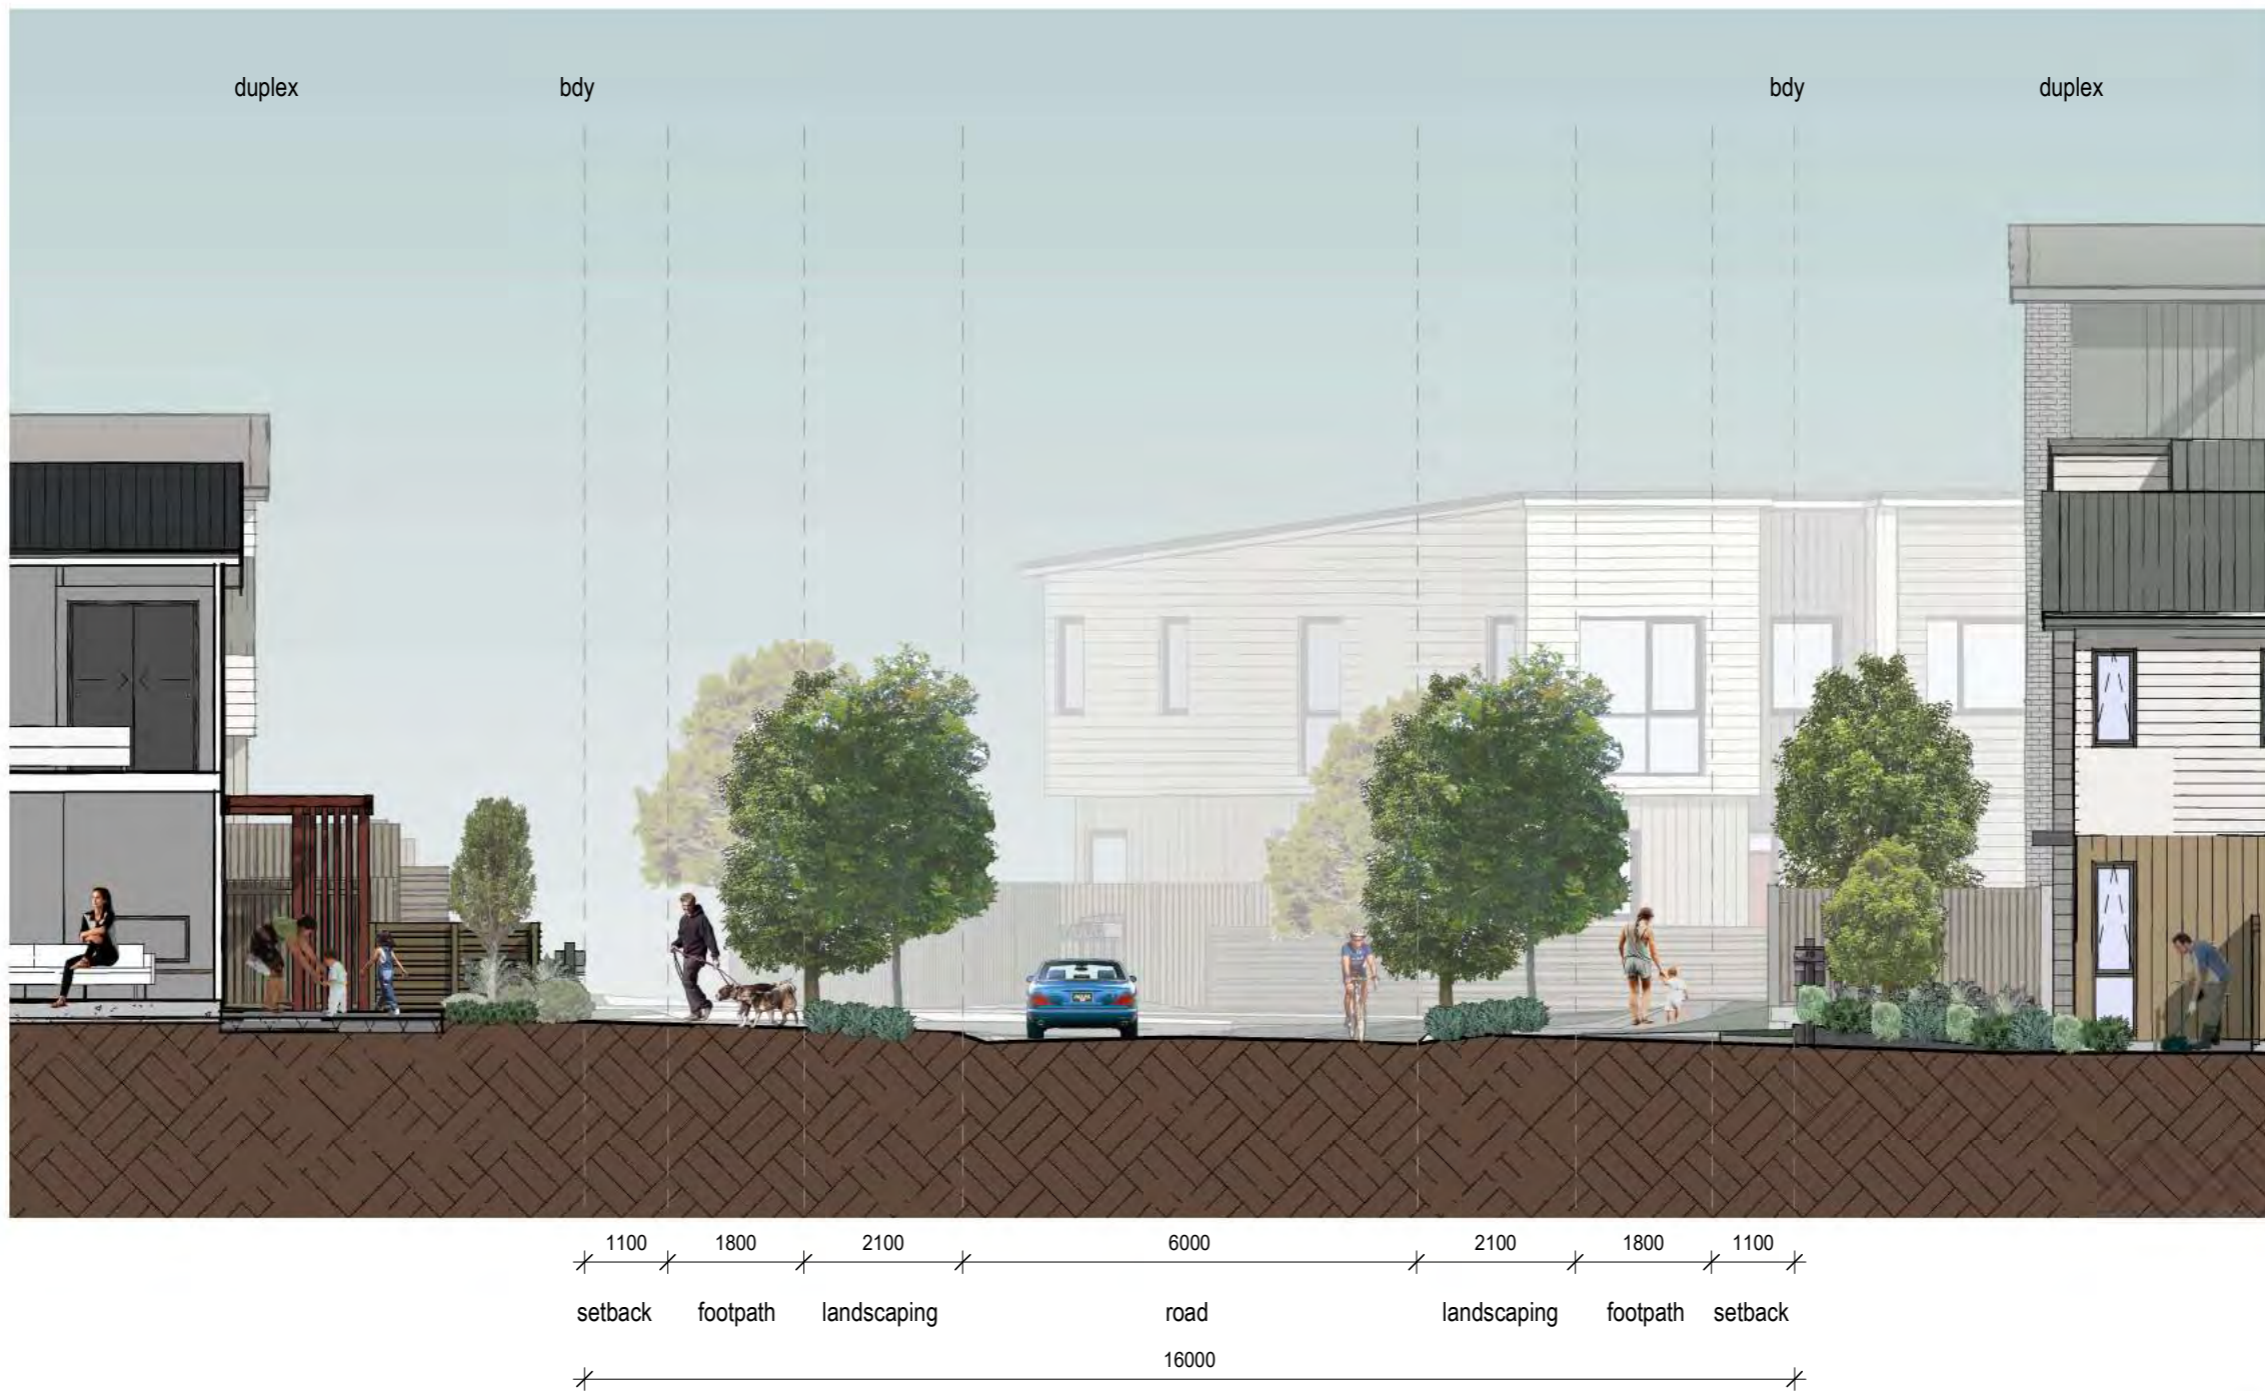 duplex bdy bdy duplex
1100 1800 2100 6000 2100 1800 1100
setback footpath landscaping road landscaping footpath setback
16000